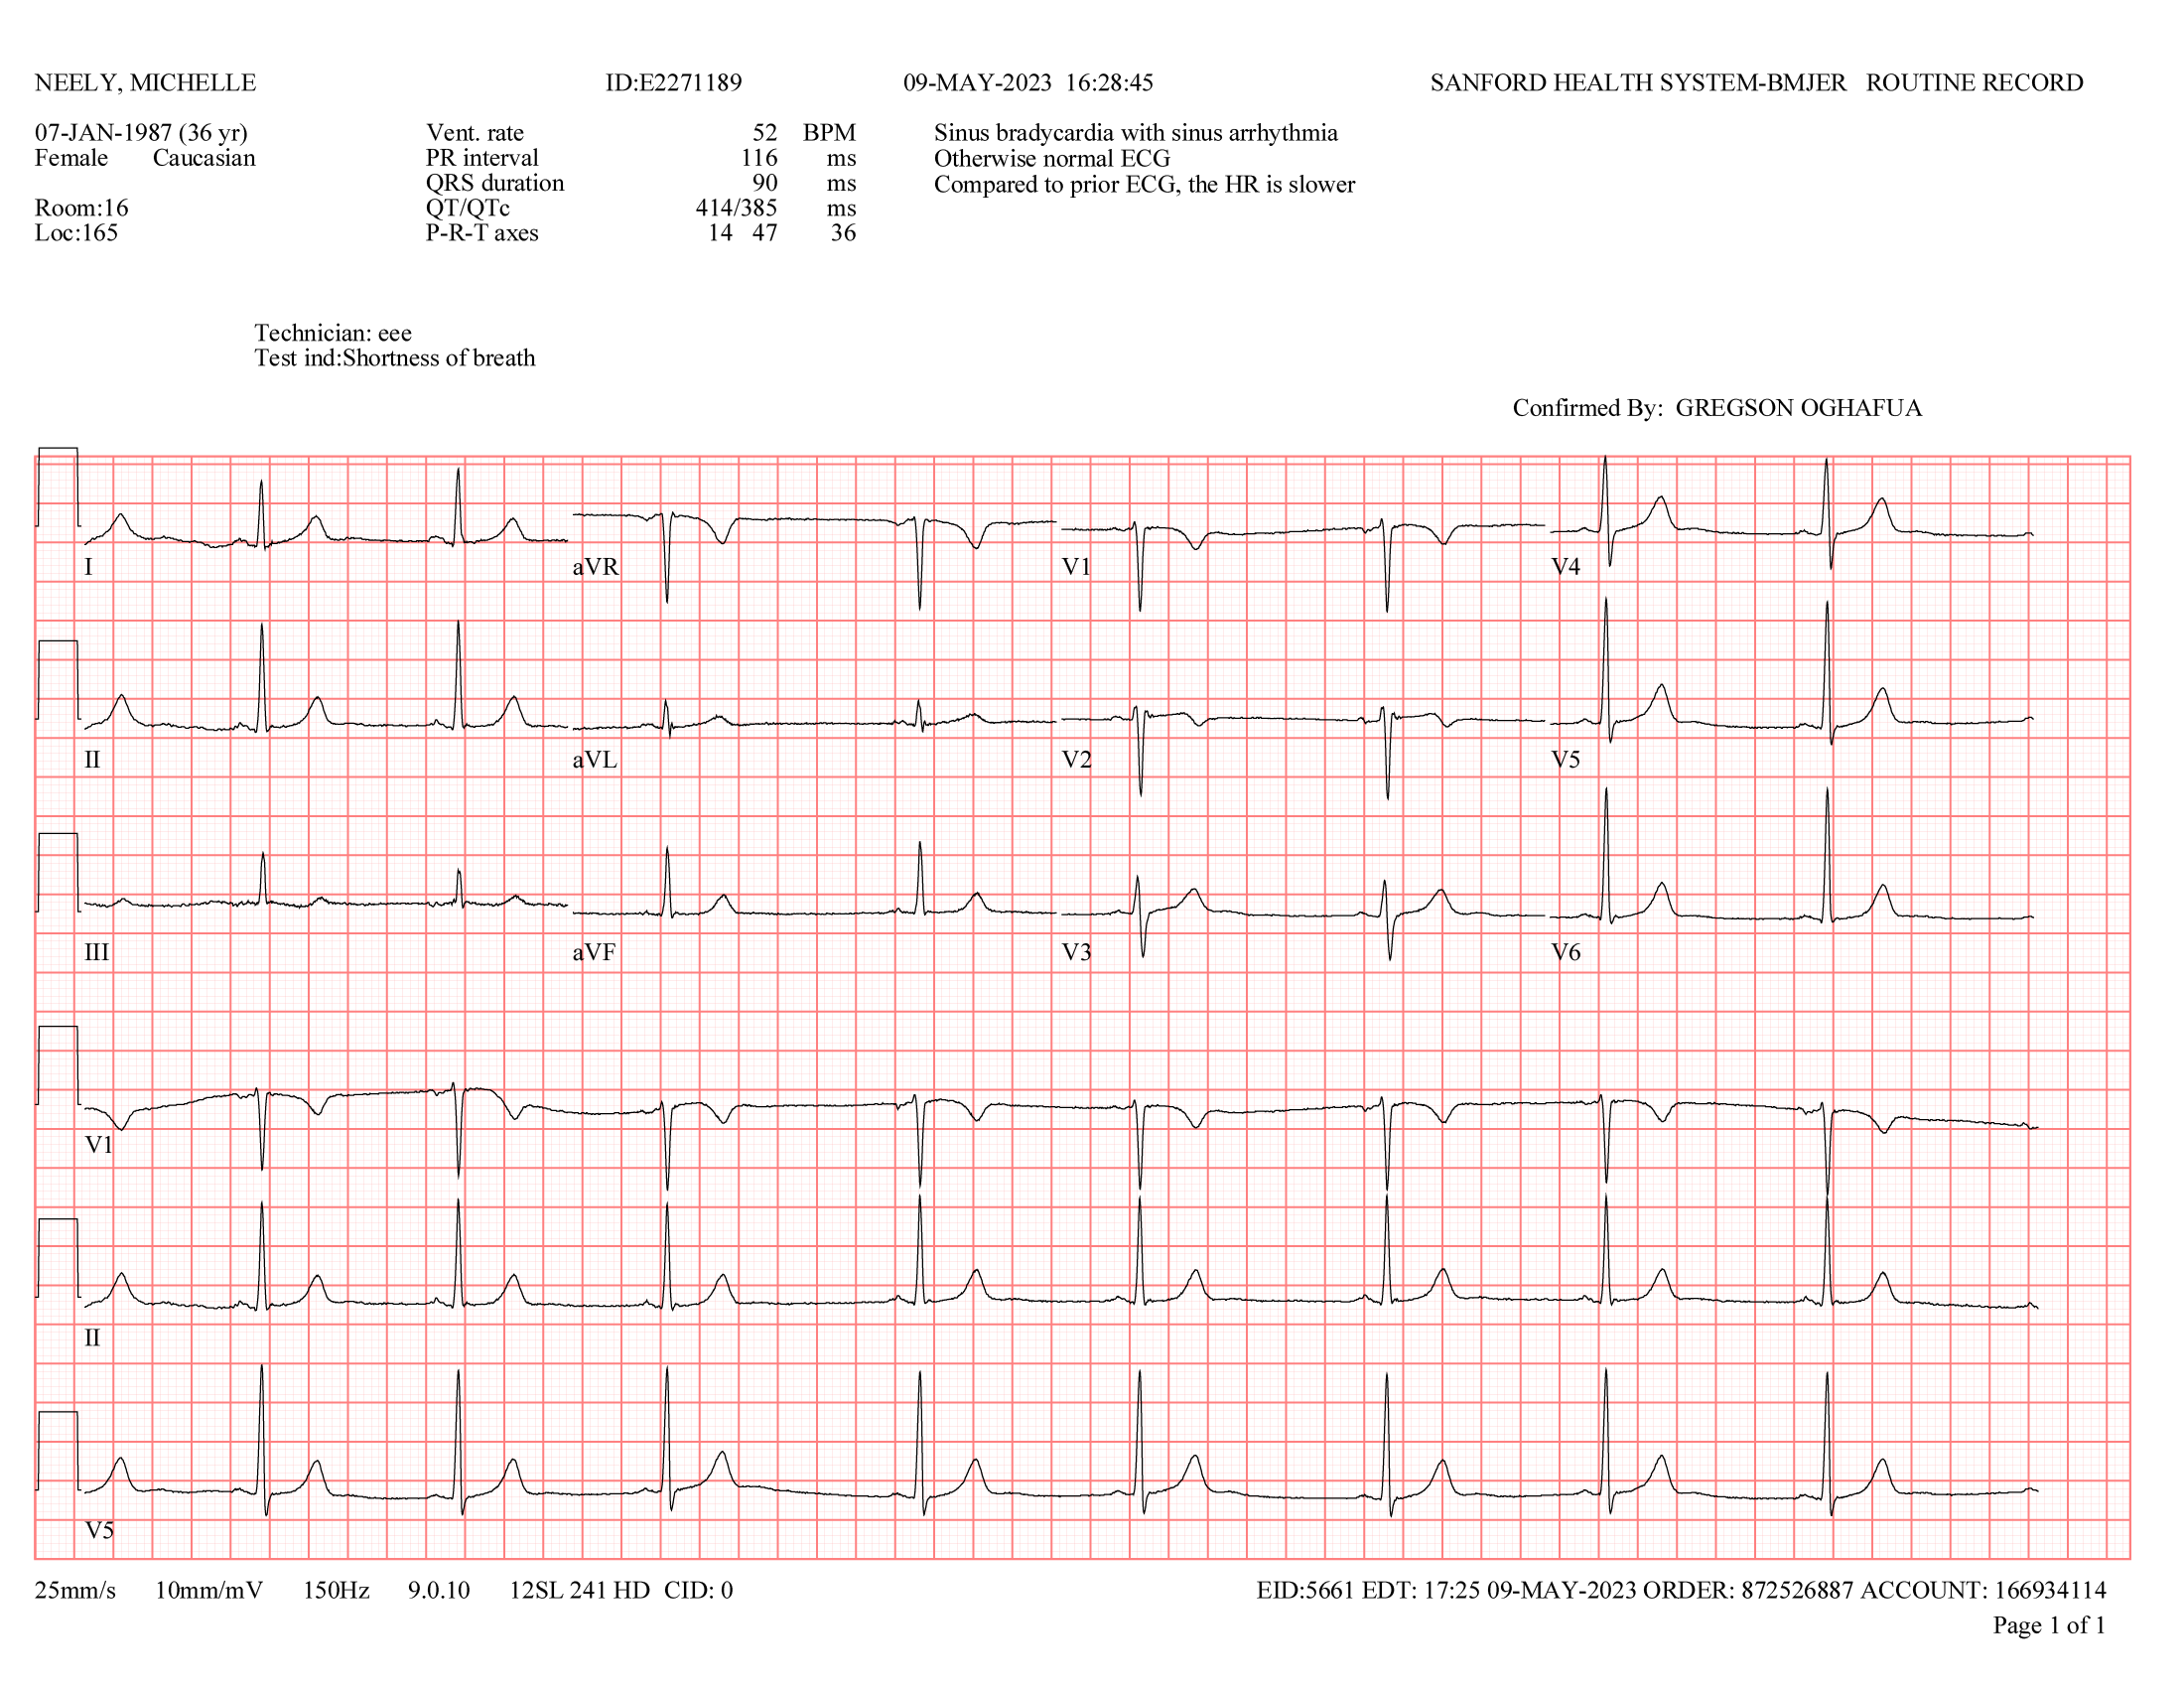 NEELY, MICHELLE ID:E2271189 09-MAY-2023 16:28:45 SANFORD HEALTH SYSTEM-BMJER ROUTINE RECORD
07-JAN-1987 (36 yr) Vent. rate 52 BPM Sinus bradycardia with sinus arrhythmia
Female Caucasian PR interval 116 ms Otherwise normal ECG
QRS duration 90 ms Compared to prior ECG, the HR is slower
Room:16 QT/QTc 414/385 ms
Loc:165 P-R-T axes 14 47 36
Technician: eee
Test ind:Shortness of breath
Confirmed By: GREGSON OGHAFUA
I aVR V1 V4
II aVL V2 V5
III aVF V3 V6
V1
II
V5
25mm/s 10mm/mV 150Hz 9.0.10 12SL 241 HD CID: 0 EID:5661 EDT: 17:25 09-MAY-2023 ORDER: 872526887 ACCOUNT: 166934114
Page 1 of 1